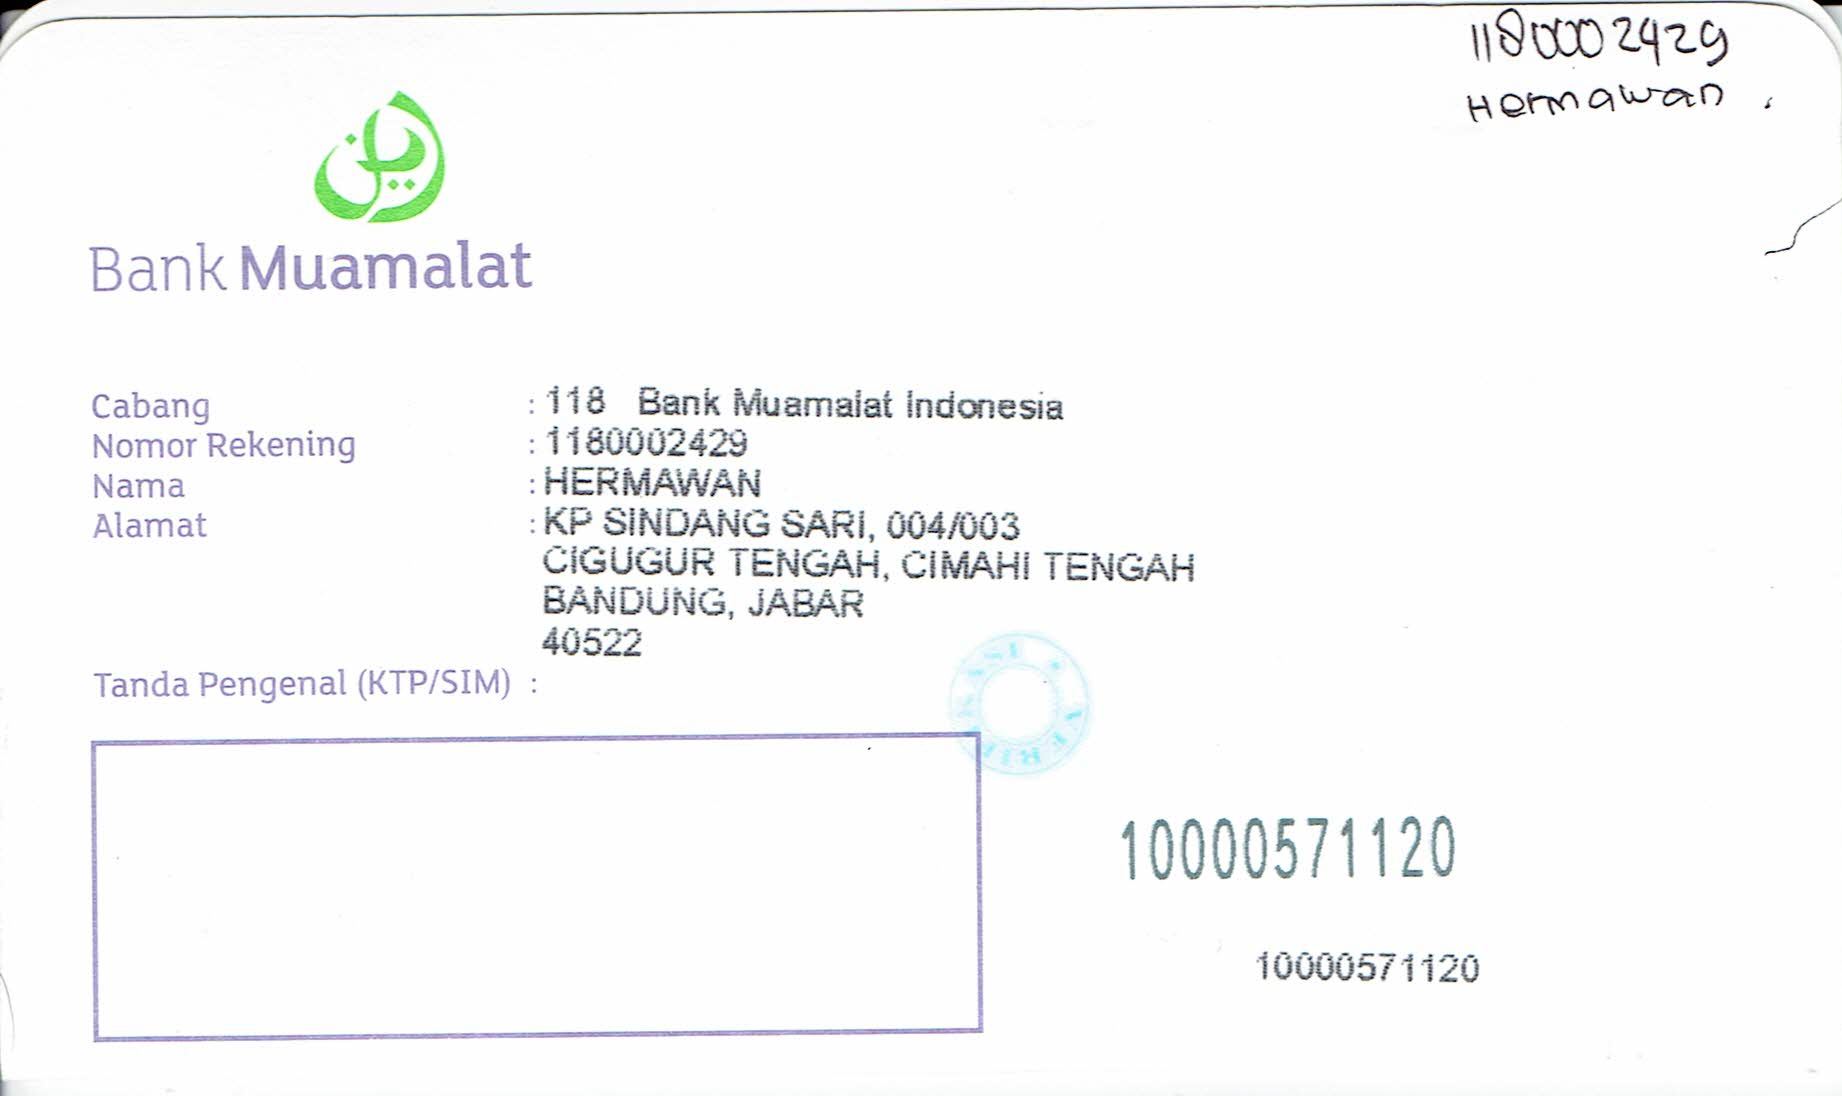 1180002429
Hermawan .
Bank Muamalat
Cabang : 118 Bank Muamalat Indonesia
Nomor Rekening : 1180002429
Nama : HERMAWAN
Alamat : KP SINDANG SARI, 004/003
CIGUGUR TENGAH, CIMAHI TENGAH
BANDUNG, JABAR
40522
Tanda Pengenal (KTP/SIM) :
10000571120
10000571120